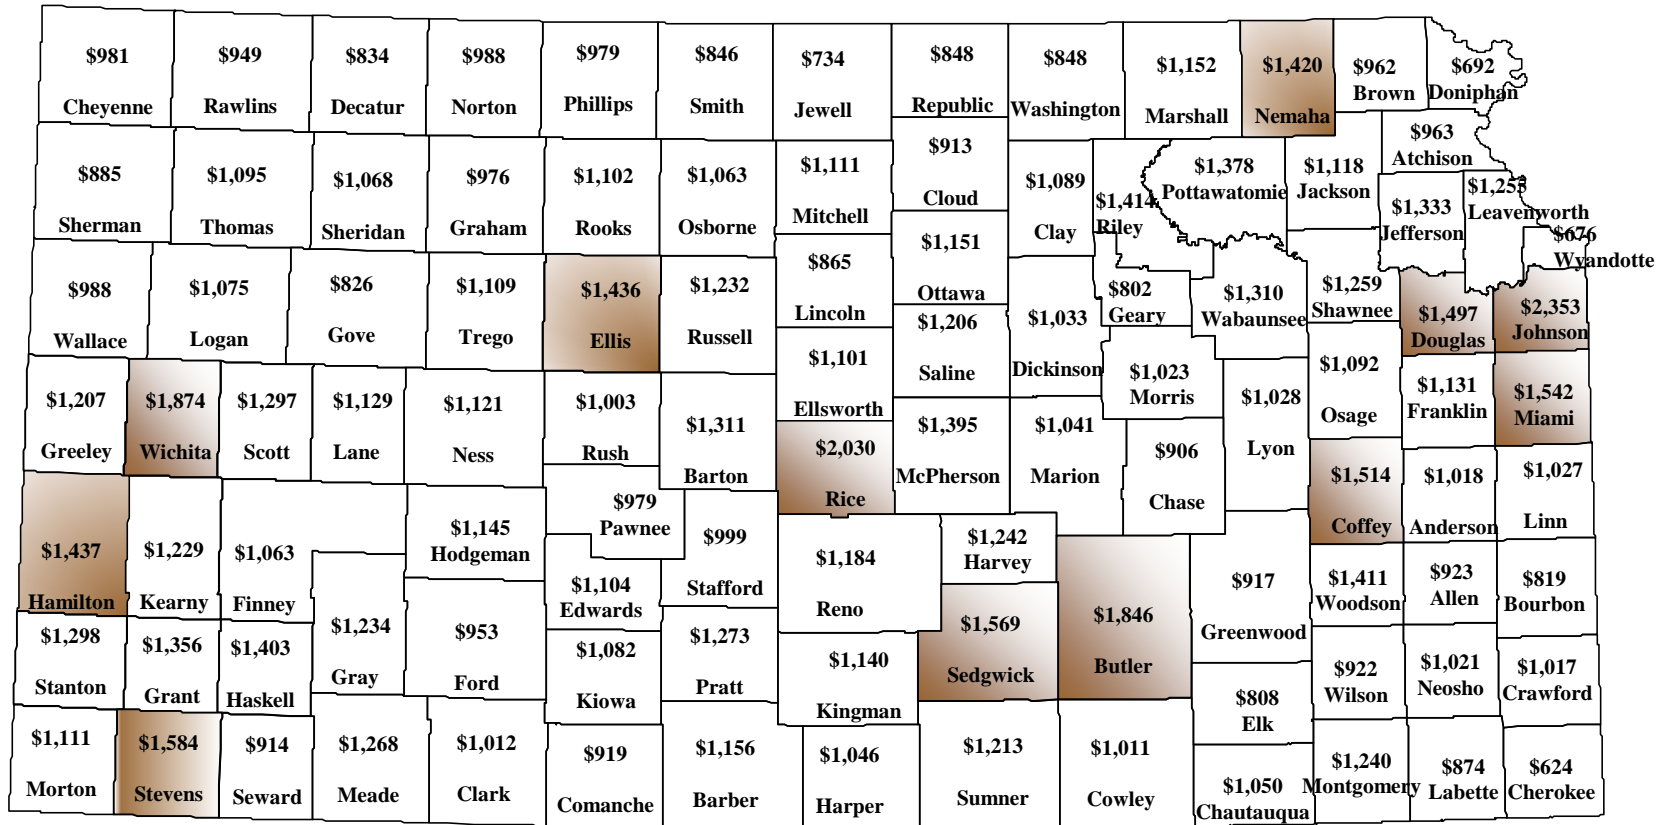 $981
Cheyenne
$949
Rawlins
$834
Decatur
$988
Norton
$979
Phillips
$846
Smith
$734
Jewell
$848
Republic
$848
Washington
$1,152
Marshall
$1,420
Nemaha
$962
Brown
$692
Doniphan
$885
Sherman
$1,095
Thomas
$1,068
Sheridan
$976
Graham
$1,102
Rooks
$1,063
Osborne
$1,111
Mitchell
$913
Cloud
$1,089
Clay
$1,414
Riley
$1,378
Pottawatomie
$1,118
Jackson
$963
Atchison
$1,333
Jefferson
$1,253
Leavenworth
$676
Wyandotte
$988
Wallace
$1,075
Logan
$826
Gove
$1,109
Trego
$1,436
Ellis
$1,232
Russell
$865
Lincoln
$1,151
Ottawa
$1,206
Saline
$1,033
Dickinson
$802
Geary
$1,310
Wabaunsee
$1,259
Shawnee
$1,497
Douglas
$2,353
Johnson
$1,207
Greeley
$1,874
Wichita
$1,297
Scott
$1,129
Lane
$1,121
Ness
$1,003
Rush
$1,311
Barton
$1,101
Ellsworth
$2,030
Rice
$1,395
McPherson
$1,041
Marion
$1,023
Morris
$906
Chase
$1,028
Lyon
$1,092
Osage
$1,131
Franklin
$1,542
Miami
$1,514
Coffey
$1,018
Anderson
$1,027
Linn
$1,437
Hamilton
$1,229
Kearny
$1,063
Finney
$1,145
Hodgeman
$979
Pawnee
$999
Stafford
$1,104
Edwards
$1,184
Reno
$1,242
Harvey
$1,569
Sedgwick
$1,846
Butler
$917
Greenwood
$1,411
Woodson
$923
Allen
$819
Bourbon
$1,298
Stanton
$1,356
Grant
$1,403
Haskell
$1,234
Gray
$953
Ford
$1,082
Kiowa
$1,273
Pratt
$1,140
Kingman
$808
Elk
$922
Wilson
$1,021
Neosho
$1,017
Crawford
$1,111
Morton
$1,584
Stevens
$914
Seward
$1,268
Meade
$1,012
Clark
$919
Comanche
$1,156
Barber
$1,046
Harper
$1,213
Sumner
$1,011
Cowley
$1,050
Chautauqua
$1,240
Montgomery
$874
Labette
$624
Cherokee